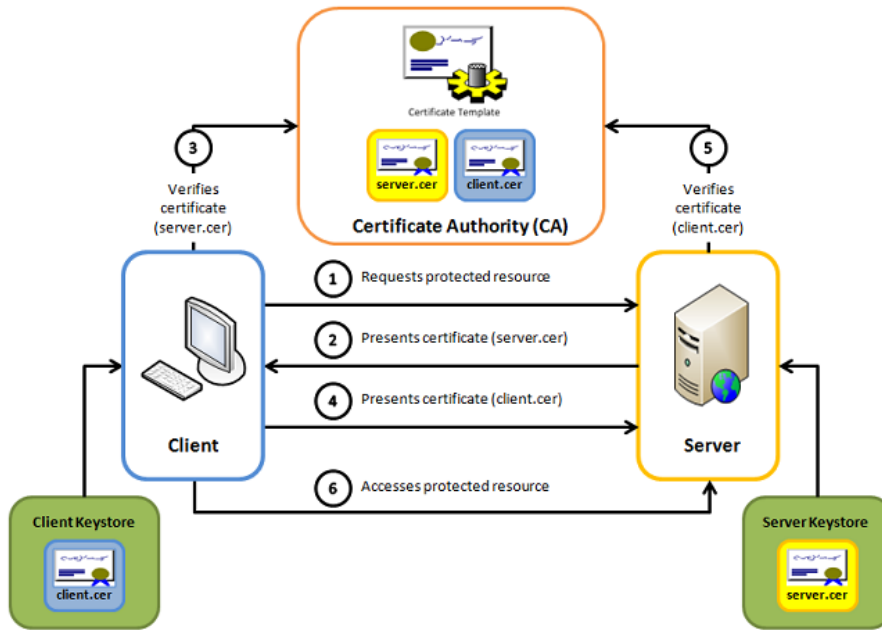 Certificate Template
server.cer
client.cer
Certificate Authority (CA)
3
Verifies
certificate
(server.cer)
5
Verifies
certificate
(client.cer)
1 Requests protected resource
2 Presents certificate (server.cer)
4 Presents certificate (client.cer)
Client
Server
6 Accesses protected resource
Client Keystore
client.cer
Server Keystore
server.cer